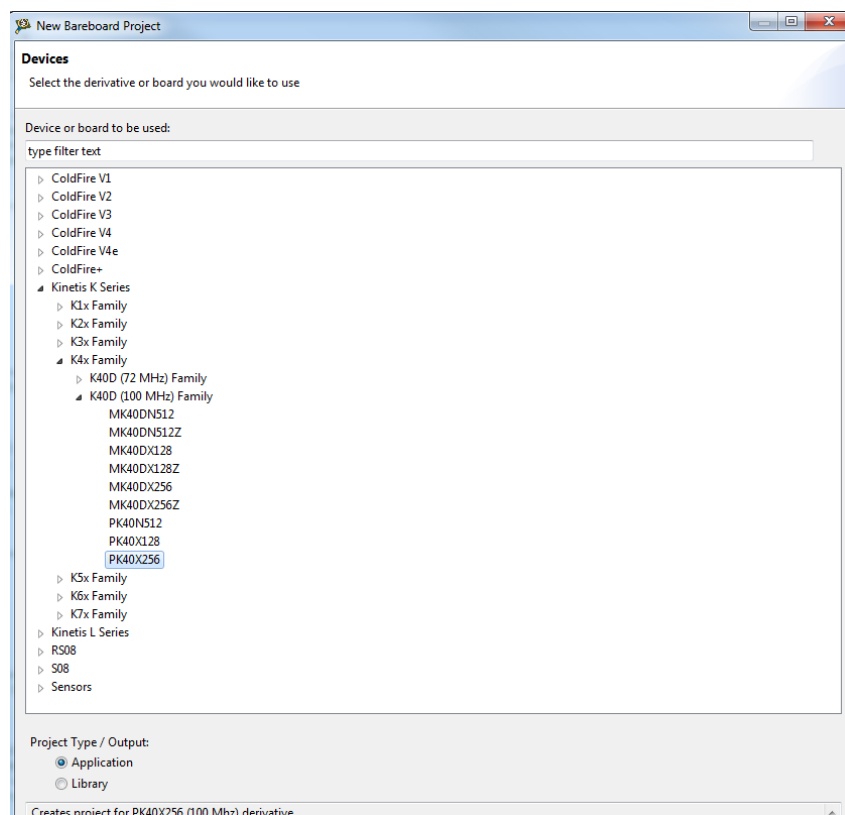 New Bareboard Project
Devices
Select the derivative or board you would like to use
Device or board to be used:
type filter text
ColdFire V1
ColdFire V2
ColdFire V3
ColdFire V4
ColdFire V4e
ColdFire+
Kinetis K Series
K1x Family
K2x Family
K3x Family
K4x Family
K40D (72 MHz) Family
K40D (100 MHz) Family
MK40DN512
MK40DN512Z
MK40DX128
MK40DX128Z
MK40DX256
MK40DX256Z
PK40N512
PK40X128
PK40X256
K5x Family
K6x Family
K7x Family
Kinetis L Series
RS08
S08
Sensors
Project Type / Output:
Application
Library
Creates project for PK40X256 (100 Mhz) derivative